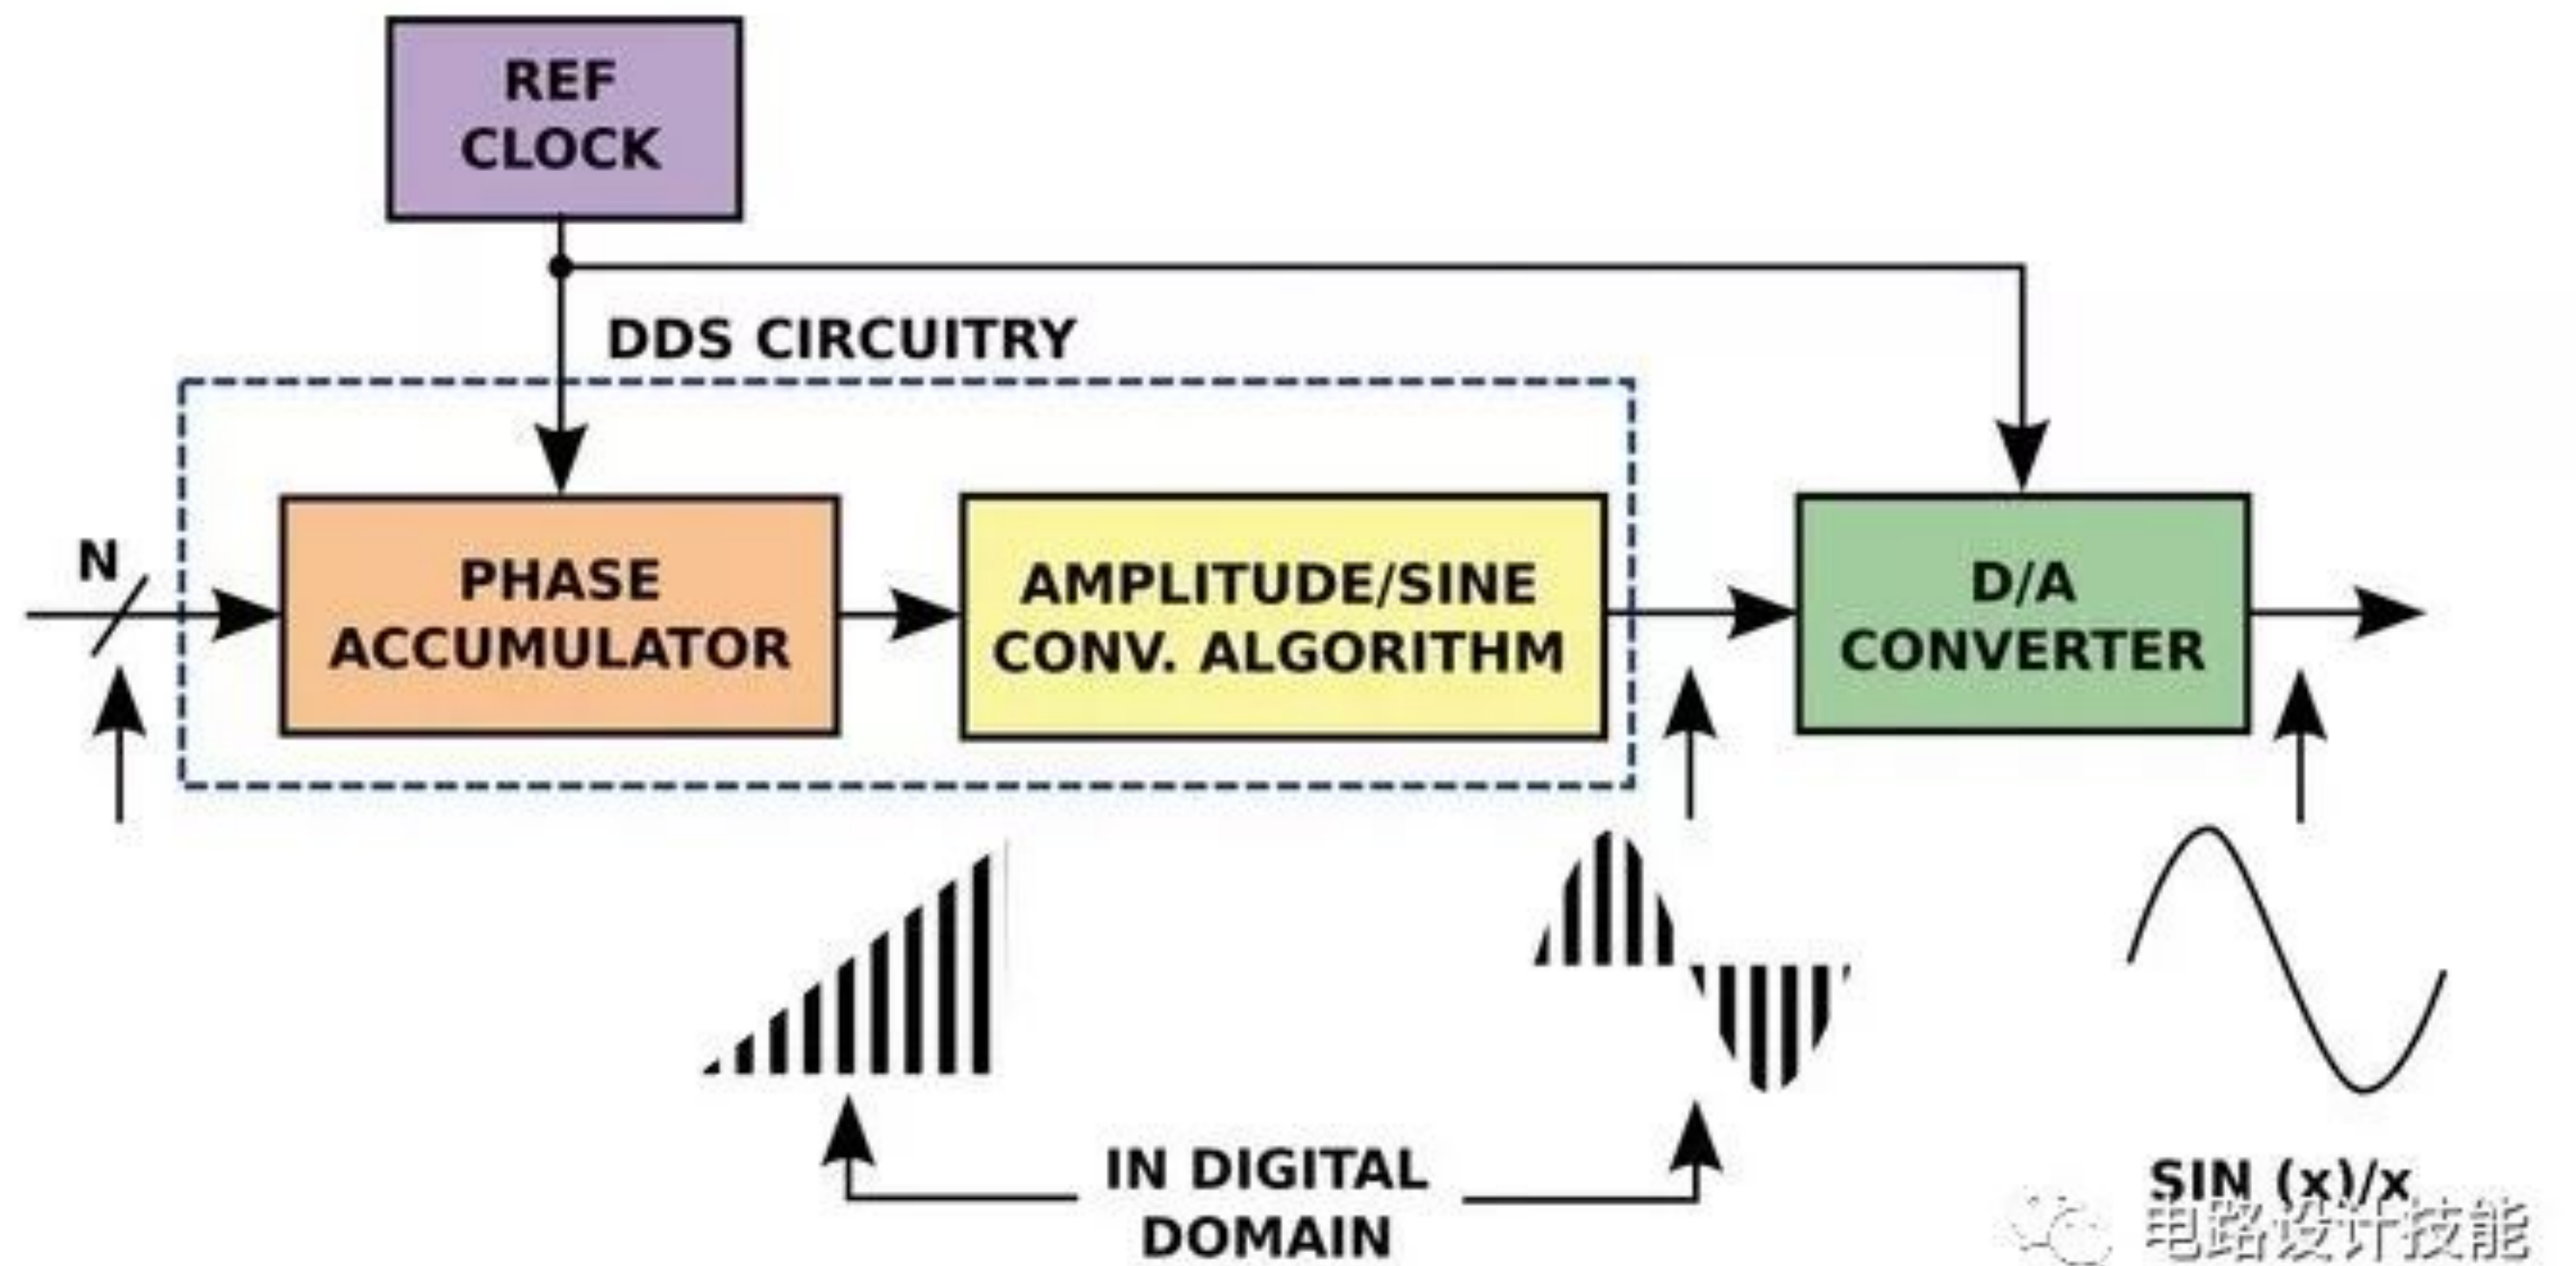 REF
CLOCK
DDS CIRCUITRY
N
PHASE
ACCUMULATOR
AMPLITUDE/SINE
CONV. ALGORITHM
D/A
CONVERTER
IN DIGITAL
DOMAIN
SIN (x)/x
电路设计技能